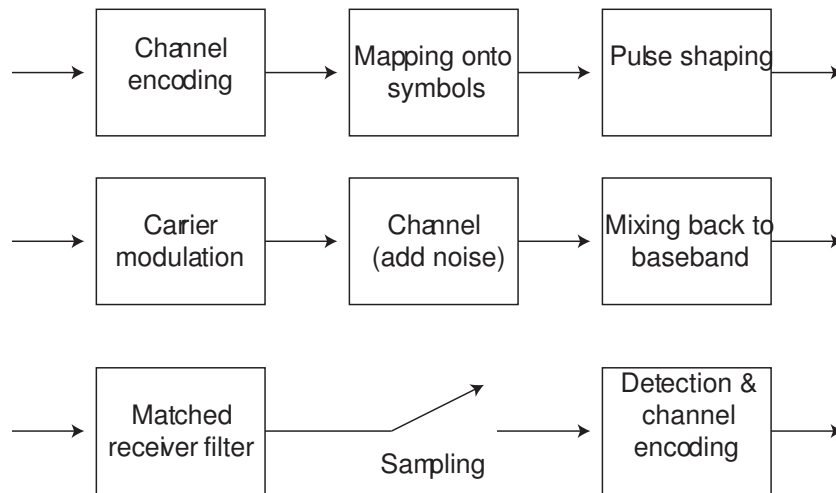 Channel
encoding
Mapping onto
symbols
Pulse shaping
Carrier
modulation
Channel
(add noise)
Mixing back to
baseband
Matched
receiver filter
Sampling
Detection &
channel
encoding